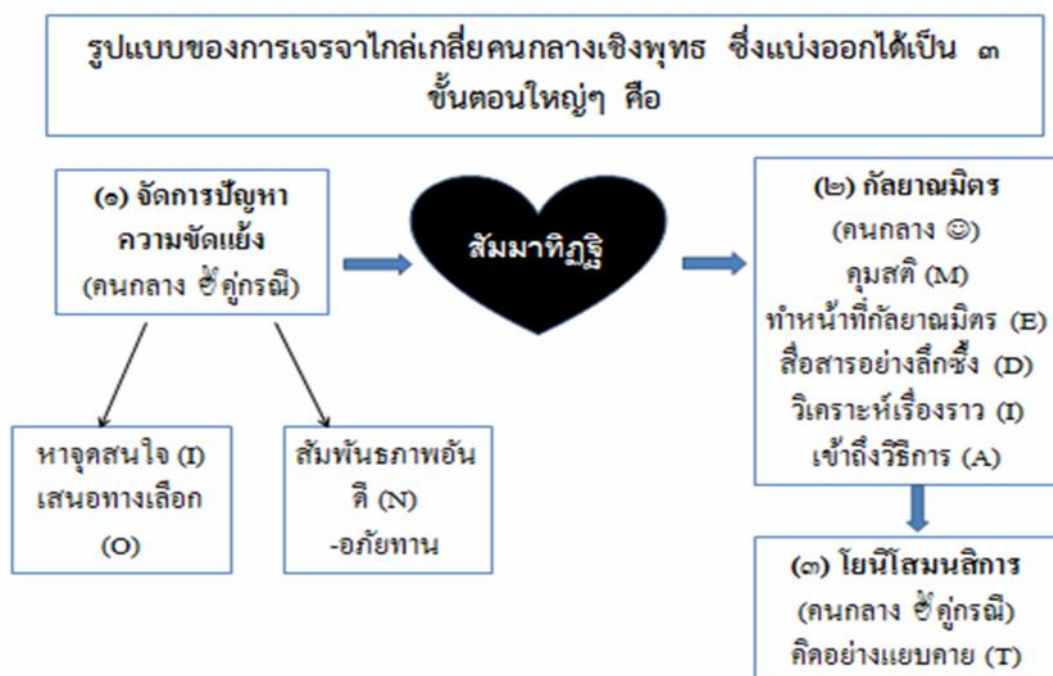 รูปแบบของการเจรจาไกล่เกลี่ยคนกลางเชิงพุทธ ซึ่งแบ่งออกได้เป็น ๓
ขั้นตอนใหญ่ๆ คือ
(๑) จัดการปัญหา
ความขัดแย้ง
(คนกลาง ✌คู่กรณี)
สัมมาทิฏฐิ
(๒) กัลยาณมิตร
(คนกลาง ☺)
คุมสติ (M)
ทำหน้าที่กัลยาณมิตร (E)
สื่อสารอย่างลึกซึ้ง (D)
วิเคราะห์เรื่องราว (I)
เข้าถึงวิธีการ (A)
หาจุดสนใจ (I)
เสนอทางเลือก
(O)
สัมพันธภาพอัน
ดี (N)
-อภัยทาน
(๓) โยนิโสมนสิการ
(คนกลาง ✌คู่กรณี)
คิดอย่างแยบคาย (T)